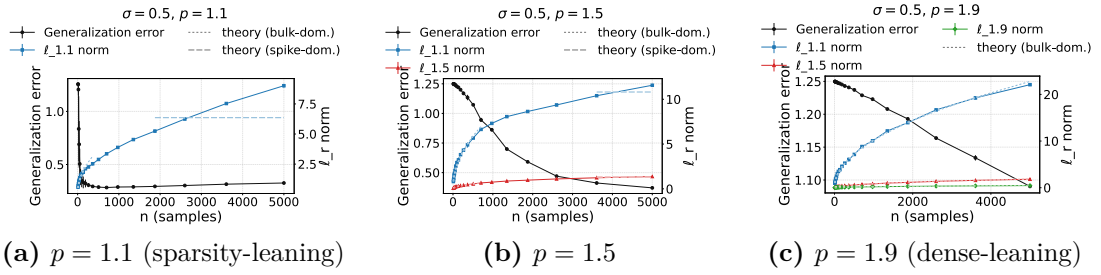 σ = 0.5, p = 1.1
Generalization error
ℓ_1.1 norm
theory (bulk-dom.)
theory (spike-dom.)
Generalization error
1.0
0.5
7.5
5.0
2.5
ℓ_r norm
0 1000 2000 3000 4000 5000
n (samples)
(a) p = 1.1 (sparsity-leaning)
σ = 0.5, p = 1.5
Generalization error
ℓ_1.1 norm
ℓ_1.5 norm
theory (bulk-dom.)
theory (spike-dom.)
Generalization error
1.25
1.00
0.75
0.50
10
5
0
ℓ_r norm
0 1000 2000 3000 4000 5000
n (samples)
(b) p = 1.5
σ = 0.5, p = 1.9
Generalization error
ℓ_1.1 norm
ℓ_1.5 norm
ℓ_1.9 norm
theory (bulk-dom.)
Generalization error
1.25
1.20
1.15
1.10
20
10
0
ℓ_r norm
0 2000 4000
n (samples)
(c) p = 1.9 (dense-leaning)